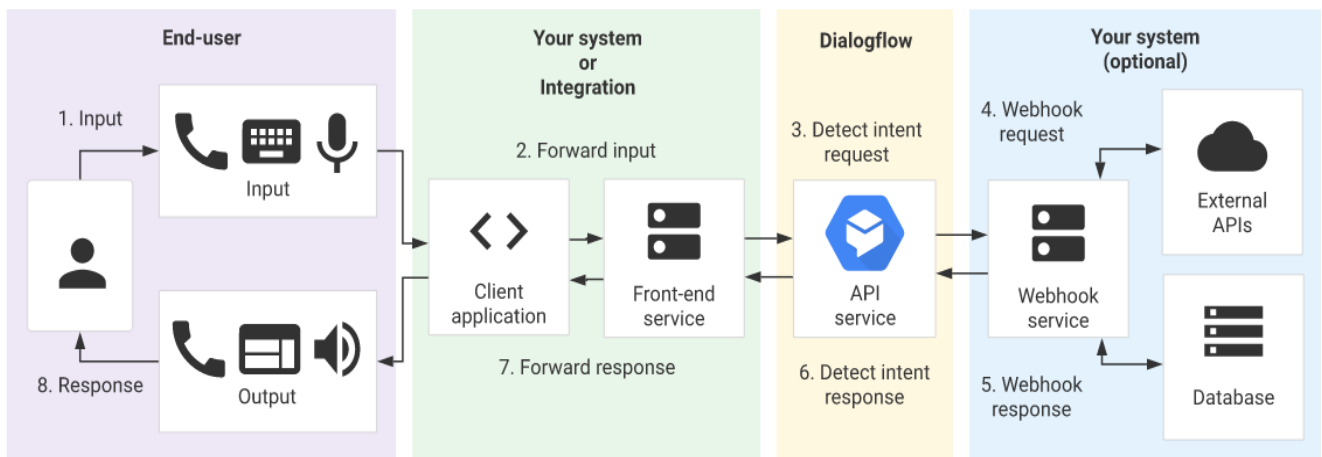 End-user
1. Input
Input
8. Response
Output
Your system
or
Integration
2. Forward input
Client
application
Front-end
service
7. Forward response
Dialogflow
3. Detect intent
request
API
service
6. Detect intent
response
Your system
(optional)
4. Webhook
request
Webhook
service
5. Webhook
response
External
APIs
Database